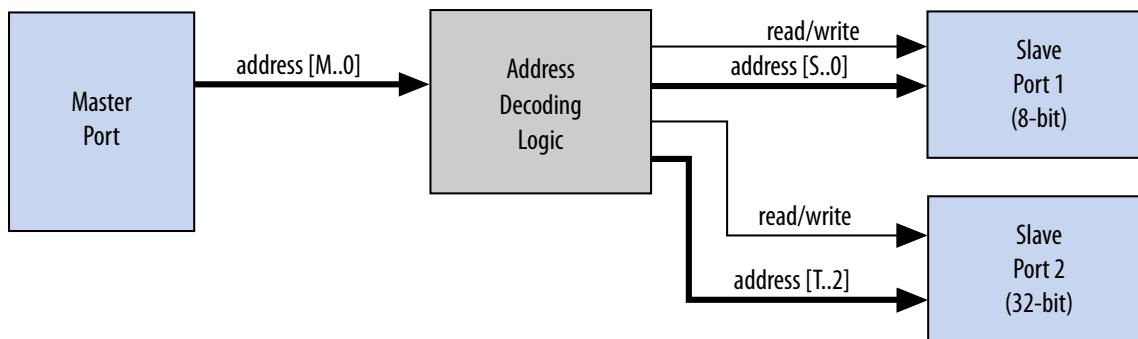 Master
Port
address [M..0]
Address
Decoding
Logic
read/write
address [S..0]
Slave
Port 1
(8-bit)
read/write
address [T..2]
Slave
Port 2
(32-bit)